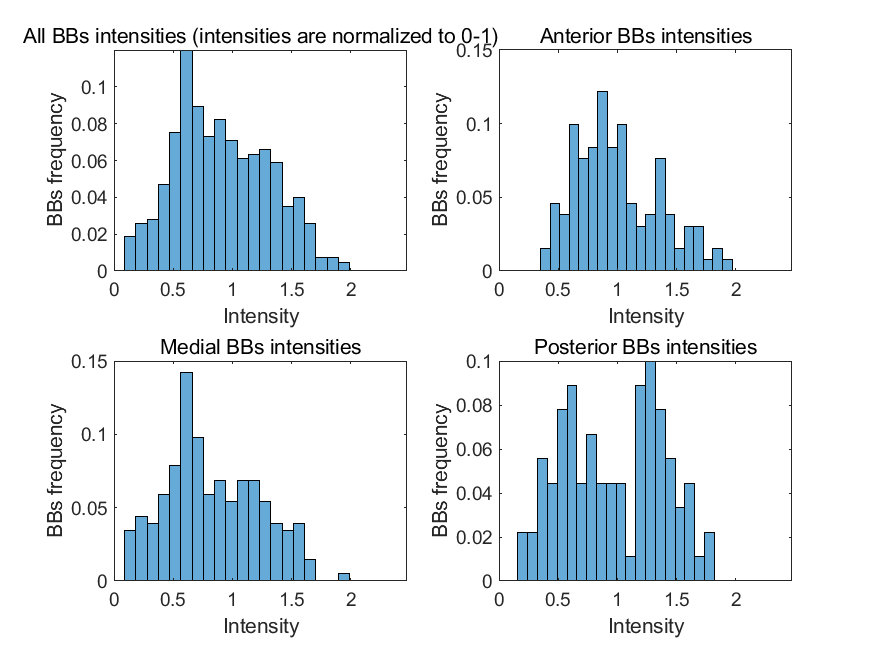 All BBs intensities (intensities are normalized to 0-1)
BBs frequency
0.1
0.08
0.06
0.04
0.02
0
0 0.5 1 1.5 2
Intensity
Anterior BBs intensities
BBs frequency
0.15
0.1
0.05
0
0 0.5 1 1.5 2
Intensity
Medial BBs intensities
BBs frequency
0.15
0.1
0.05
0
0 0.5 1 1.5 2
Intensity
Posterior BBs intensities
BBs frequency
0.1
0.08
0.06
0.04
0.02
0
0 0.5 1 1.5 2
Intensity